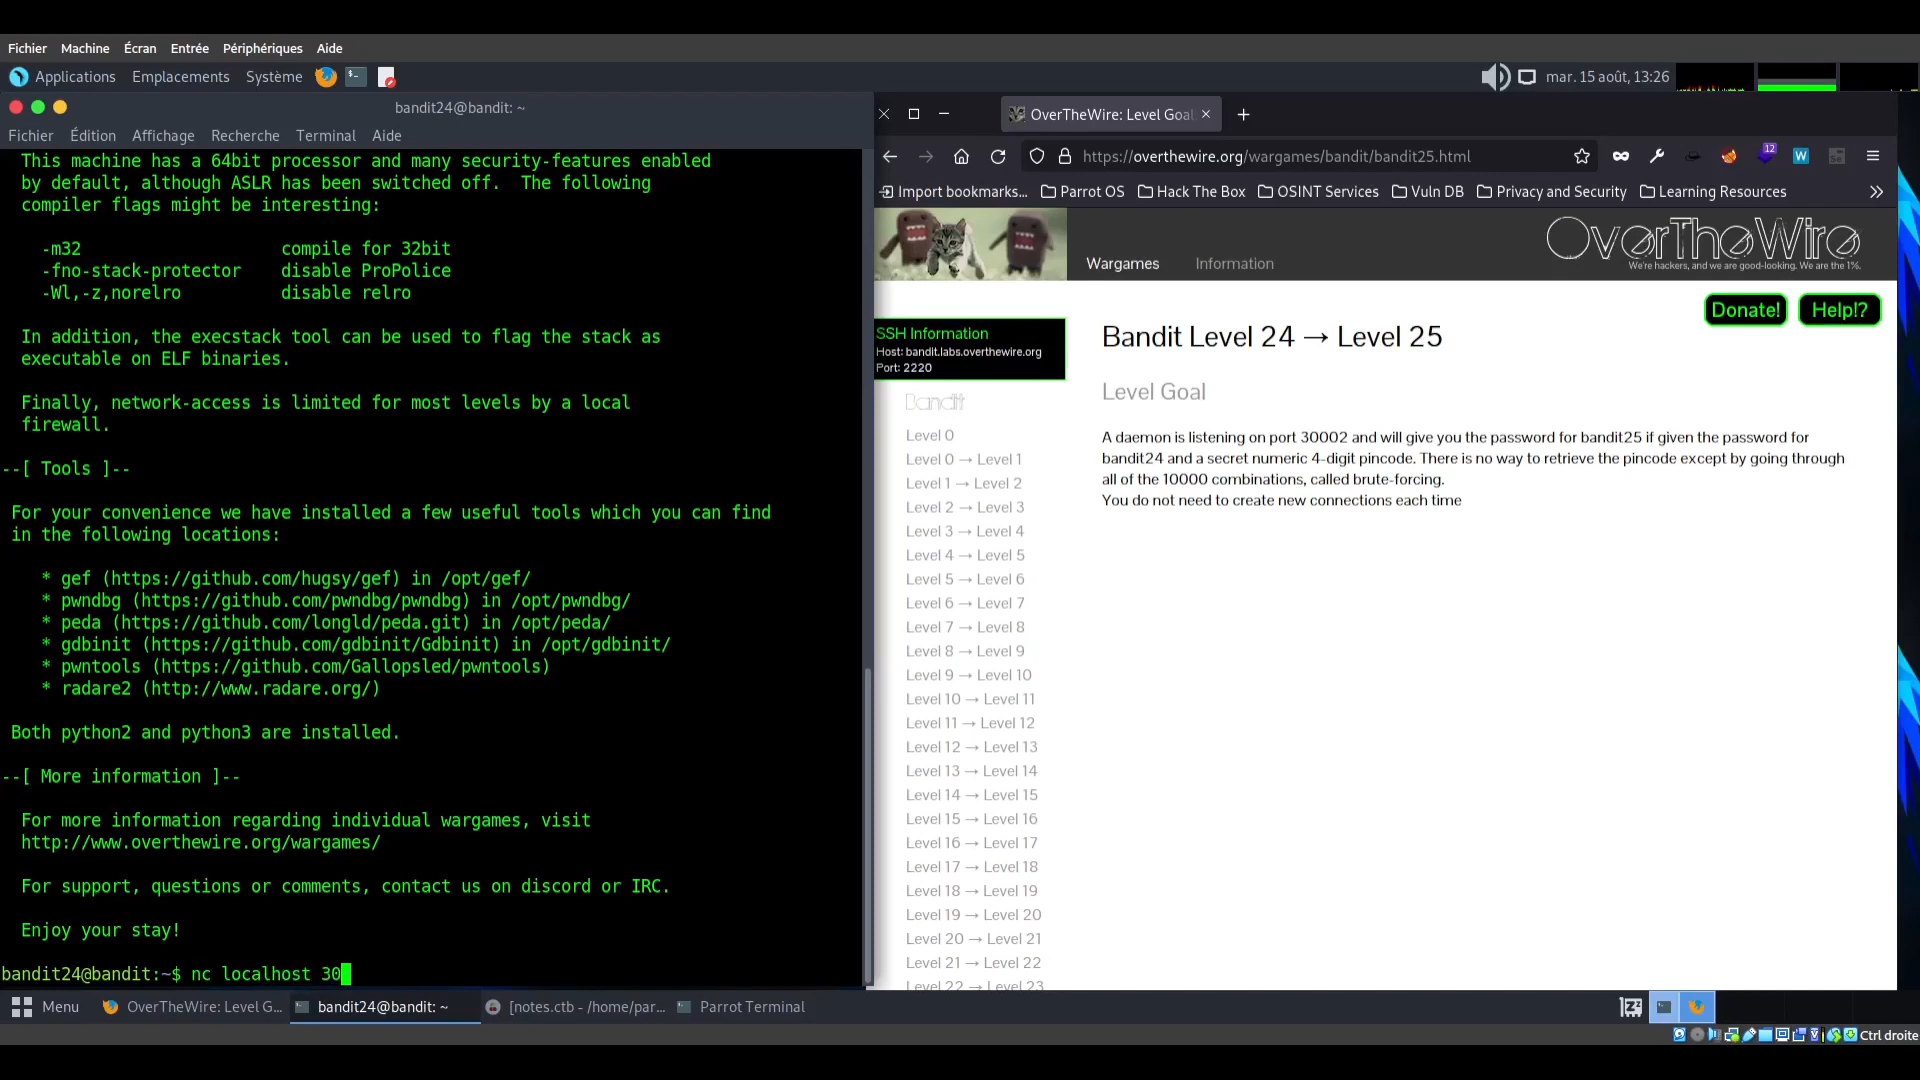 Fichier Machine Écran Entrée Périphériques Aide
Applications Emplacements Système mar. 15 août, 13:26
bandit24@bandit: ~
Fichier Édition Affichage Recherche Terminal Aide
This machine has a 64bit processor and many security-features enabled
by default, although ASLR has been switched off. The following
compiler flags might be interesting:
-m32 compile for 32bit
-fno-stack-protector disable ProPolice
-Wl,-z,norelro disable relro
In addition, the execstack tool can be used to flag the stack as
executable on ELF binaries.
Finally, network-access is limited for most levels by a local
firewall.
--[ Tools ]--
For your convenience we have installed a few useful tools which you can find
in the following locations:
* gef (https://github.com/hugsy/gef) in /opt/gef/
* pwndbg (https://github.com/pwndbg/pwndbg) in /opt/pwndbg/
* peda (https://github.com/longld/peda.git) in /opt/peda/
* gdbinit (https://github.com/gdbinit/Gdbinit) in /opt/gdbinit/
* pwntools (https://github.com/Gallopsled/pwntools)
* radare2 (http://www.radare.org/)
Both python2 and python3 are installed.
--[ More information ]--
For more information regarding individual wargames, visit
http://www.overthewire.org/wargames/
For support, questions or comments, contact us on discord or IRC.
Enjoy your stay!
bandit24@bandit:~$ nc localhost 30
OverTheWire: Level Goal
https://overthewire.org/wargames/bandit/bandit25.html
12
W
Import bookmarks... Parrot OS Hack The Box OSINT Services Vuln DB Privacy and Security Learning Resources
OverTheWire
We're hackers, and we are good-looking. We are the 1%.
Wargames Information
Donate! Help!?
SSH Information
Host: bandit.labs.overthewire.org
Port: 2220
Bandit
Level 0
Level 0 → Level 1
Level 1 → Level 2
Level 2 → Level 3
Level 3 → Level 4
Level 4 → Level 5
Level 5 → Level 6
Level 6 → Level 7
Level 7 → Level 8
Level 8 → Level 9
Level 9 → Level 10
Level 10 → Level 11
Level 11 → Level 12
Level 12 → Level 13
Level 13 → Level 14
Level 14 → Level 15
Level 15 → Level 16
Level 16 → Level 17
Level 17 → Level 18
Level 18 → Level 19
Level 19 → Level 20
Level 20 → Level 21
Level 21 → Level 22
Level 22 → Level 23
Bandit Level 24 → Level 25
Level Goal
A daemon is listening on port 30002 and will give you the password for bandit25 if given the password for
bandit24 and a secret numeric 4-digit pincode. There is no way to retrieve the pincode except by going through
all of the 10000 combinations, called brute-forcing.
You do not need to create new connections each time
Menu OverTheWire: Level G... bandit24@bandit: ~ [notes.ctb - /home/par... Parrot Terminal
Ctrl droite